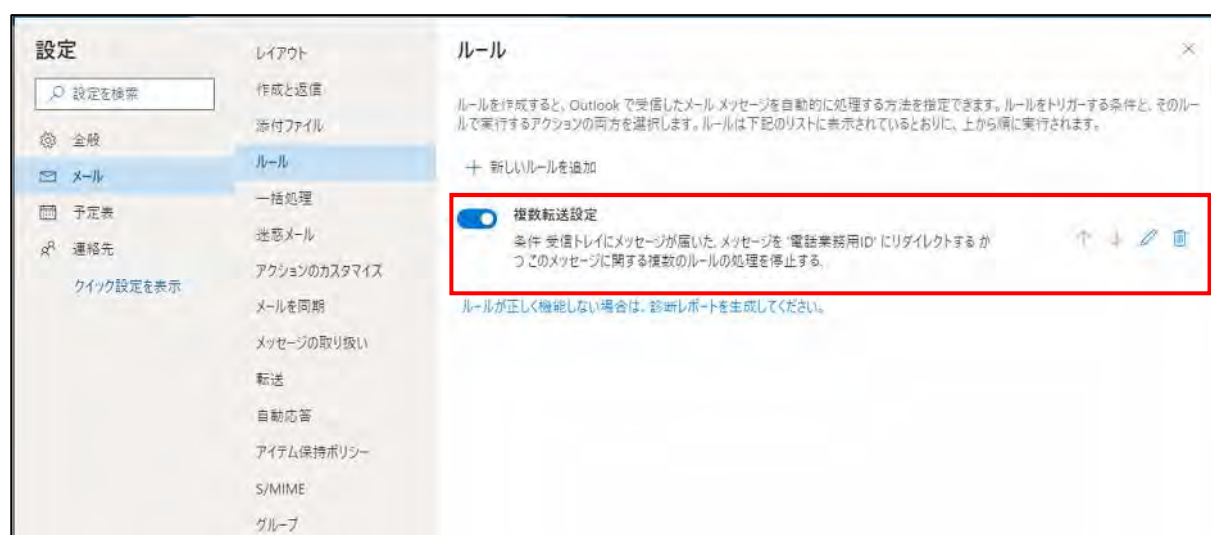 設定
設定を検索
全般
メール
予定表
連絡先
クイック設定を表示
レイアウト
作成と返信
添付ファイル
ルール
一括処理
迷惑メール
アクションのカスタマイズ
メールを同期
メッセージの取り扱い
転送
自動応答
アイテム保持ポリシー
S/MIME
グループ
ルール
ルールを作成すると、Outlook で受信したメール メッセージを自動的に処理する方法を指定できます。ルールをトリガーする条件と、そのルー
ルで実行するアクションの両方を選択します。ルールは下記のリストに表示されているとおりに、上から順に実行されます。
新しいルールを追加
複数転送設定
条件 受信トレイにメッセージが届いた, メッセージを '電話業務用ID' にリダイレクトする か
つ このメッセージに関する複数のルールの処理を停止する.
ルールが正しく機能しない場合は、診断レポートを生成してください。